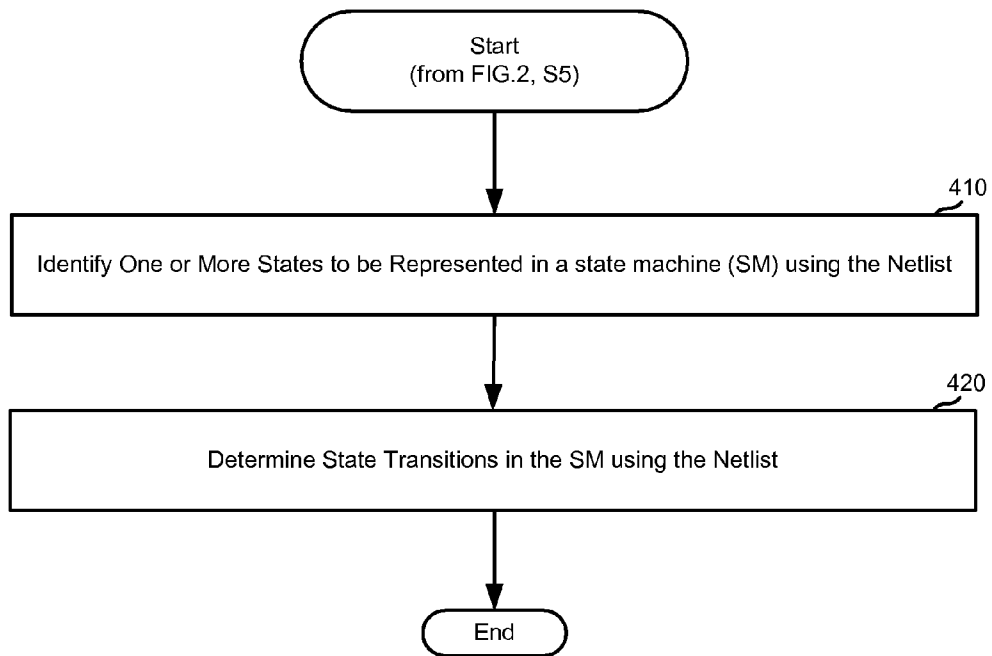 Start
(from FIG.2, S5)
410
Identify One or More States to be Represented in a state machine (SM) using the Netlist
420
Determine State Transitions in the SM using the Netlist
End